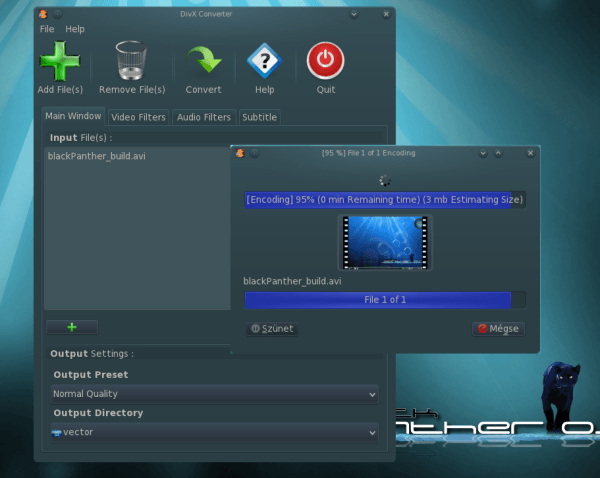 DivX Converter
File Help
Add File(s) Remove File(s) Convert Help Quit
Main Window Video Filters Audio Filters Subtitle
Input File(s) :
blackPanther_build.avi
[95 %] File 1 of 1 Encoding
[Encoding] 95% (0 min Remaining time) (3 mb Estimating Size)
blackPanther_build.avi
File 1 of 1
Szünet Mégse
Output Settings :
Output Preset
Normal Quality
Output Directory
vector